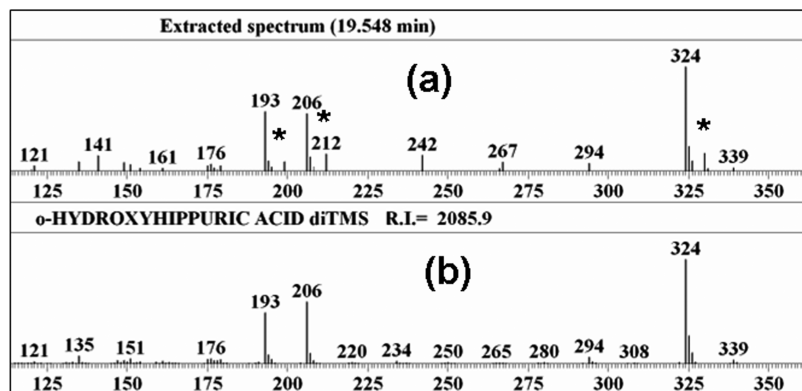 Extracted spectrum (19.548 min)
(a)
324
193
206
*
*
*
212
141
121
161
176
242
267
294
339
125 150 175 200 225 250 275 300 325 350
o-HYDROXYHIPPURIC ACID diTMS R.I.= 2085.9
(b)
324
206
193
121 135 151 176 220 234 250 265 280 294 308 339
125 150 175 200 225 250 275 300 325 350